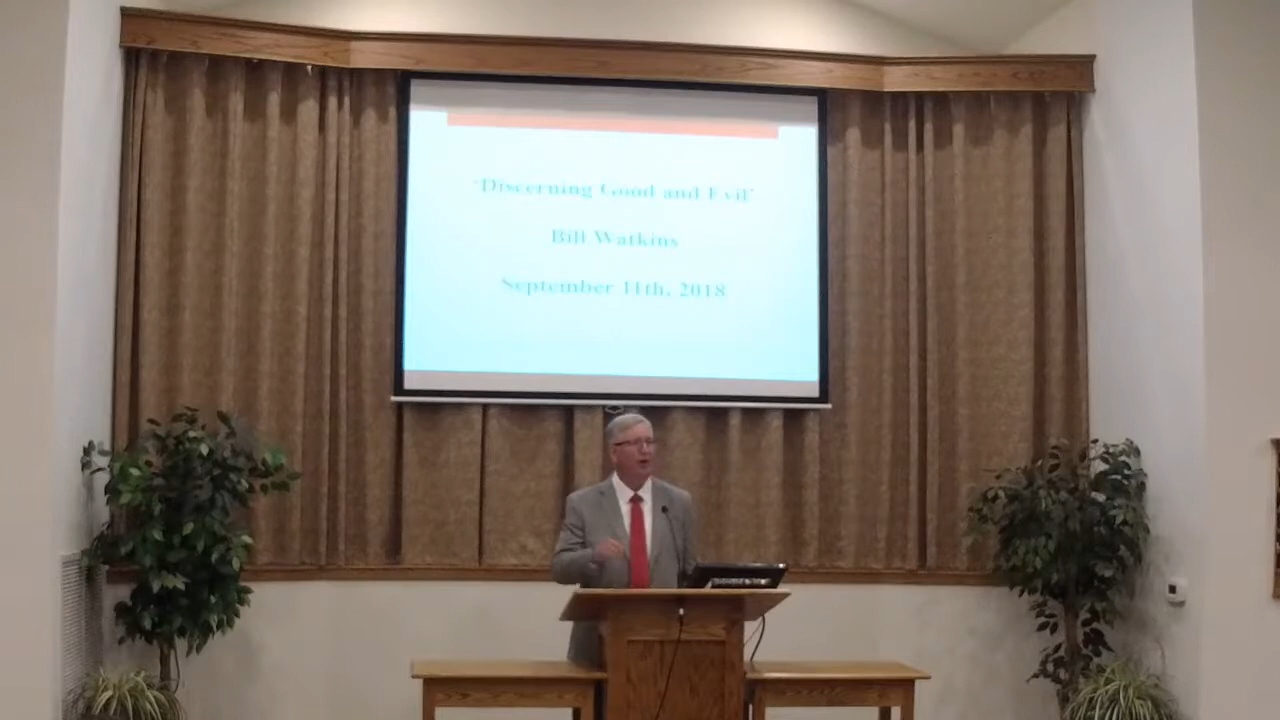 "Discerning Good and Evil"
Bill Watkins
September 11th, 2018